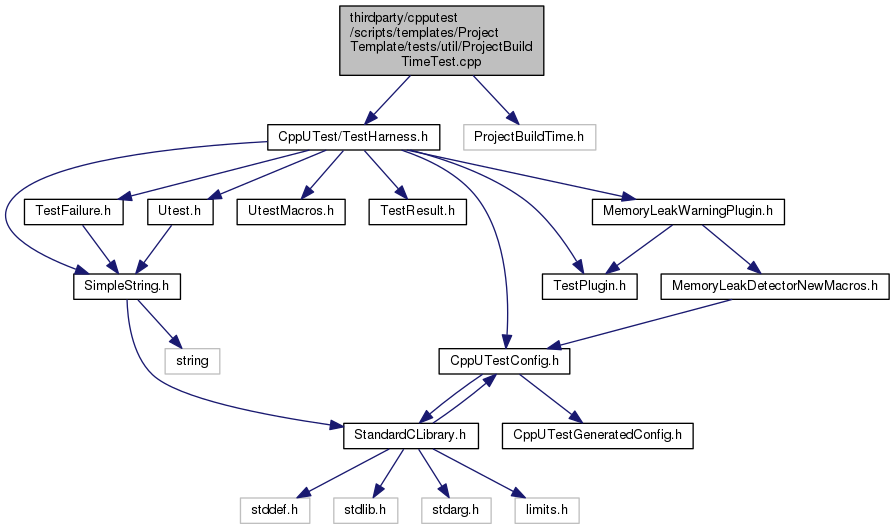 thirdparty/cpputest
/scripts/templates/Project
Template/tests/util/ProjectBuild
TimeTest.cpp
CppUTest/TestHarness.h
ProjectBuildTime.h
TestFailure.h
Utest.h
UtestMacros.h
TestResult.h
MemoryLeakWarningPlugin.h
SimpleString.h
TestPlugin.h
MemoryLeakDetectorNewMacros.h
string
CppUTestConfig.h
StandardCLibrary.h
CppUTestGeneratedConfig.h
stddef.h
stdlib.h
stdarg.h
limits.h